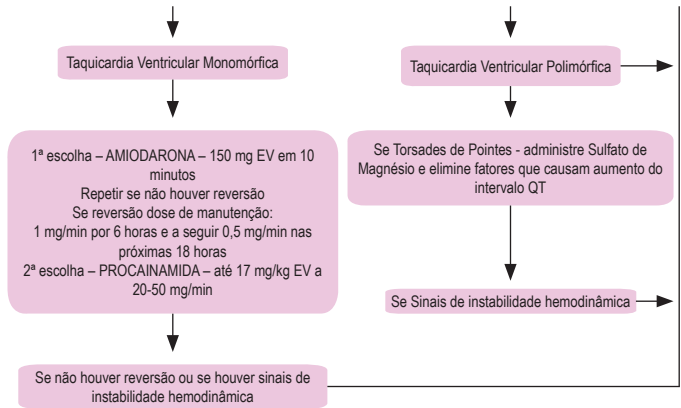 Taquicardia Ventricular Monomórfica
1ª escolha – AMIODARONA – 150 mg EV em 10
minutos
Repetir se não houver reversão
Se reversão dose de manutenção:
1 mg/min por 6 horas e a seguir 0,5 mg/min nas
próximas 18 horas
2ª escolha – PROCAINAMIDA – até 17 mg/kg EV a
20-50 mg/min
Se não houver reversão ou se houver sinais de
instabilidade hemodinâmica
Taquicardia Ventricular Polimórfica
Se Torsades de Pointes - administre Sulfato de
Magnésio e elimine fatores que causam aumento do
intervalo QT
Se Sinais de instabilidade hemodinâmica